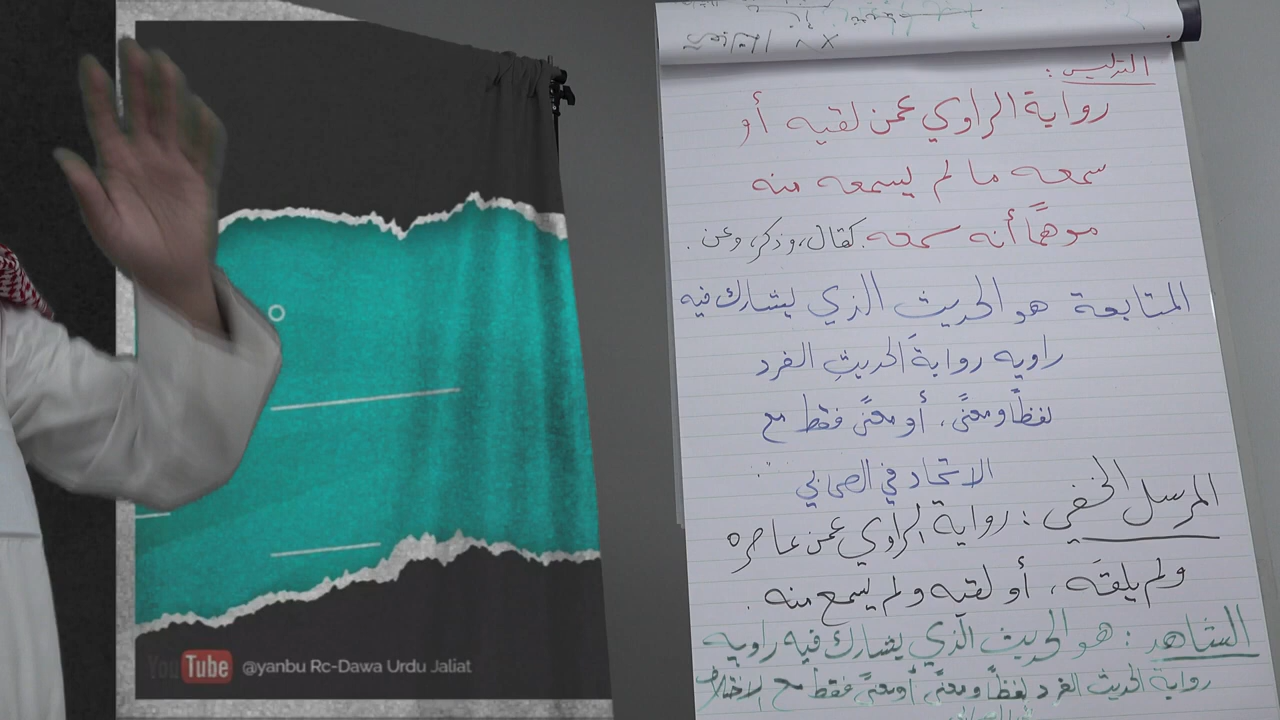 التدليس :
رواية الراوي عمن لقيه أو
سمعه ما لم يسمعه منه
موهمًا أنه سمعه . كقال، وذكر، وعن .
المتابعة هو الحديث الذي يشارك فيه
راويه روايةَ الحديثِ الفرد
لفظًا ومعنًى، أو معنًى فقط مع
الاتحاد في الصحابي
المرسل الخفي : رواية الراوي عمن عاصره
ولم يلقَه، أو لقيه ولم يسمع منه .
الشاهد : هو الحديث الذي يشارك فيه راويه
رواية الحديث الفرد لفظًا ومعنًى، أو معنًى فقط مع الاختلاف
YouTube @yanbu Rc-Dawa Urdu Jaliat